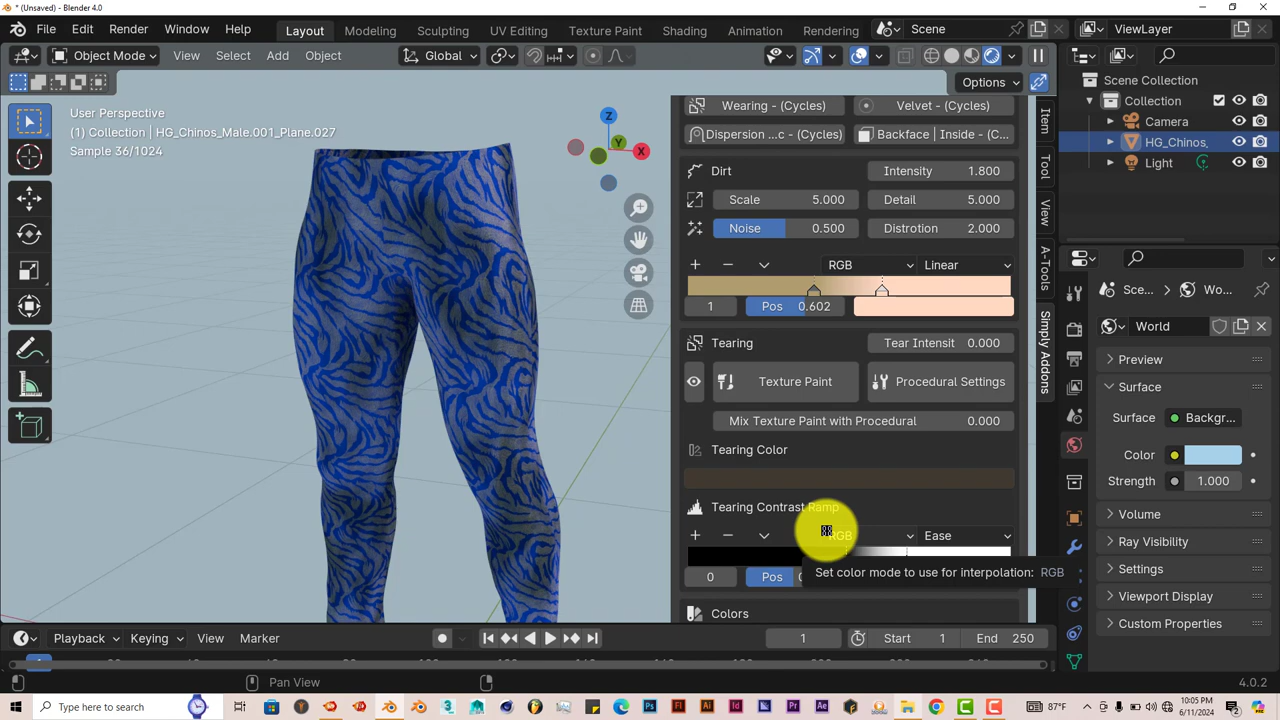 * (Unsaved) - Blender 4.0
File Edit Render Window Help Layout Modeling Sculpting UV Editing Texture Paint Shading Animation Rendering Scene ViewLayer
Object Mode View Select Add Object Global
Options
User Perspective
(1) Collection | HG_Chinos_Male.001_Plane.027
Sample 36/1024
Z
Y
X
Wearing - (Cycles) Velvet - (Cycles)
Dispersion ...c - (Cycles) Backface | Inside - (C...
Dirt Intensity 1.800
Scale 5.000 Detail 5.000
Noise 0.500 Distrotion 2.000
RGB Linear
1 Pos 0.602
Tearing Tear Intensit 0.000
Texture Paint Procedural Settings
Mix Texture Paint with Procedural 0.000
Tearing Color
Tearing Contrast Ramp
RGB Ease
Set color mode to use for interpolation: RGB
0 Pos
Colors
Item
Tool
View
A-Tools
Simply Addons
Scene Collection
Collection
Camera
HG_Chinos_
Light
Sce... Wo...
World
Preview
Surface
Surface Backgr...
Color
Strength 1.000
Volume
Ray Visibility
Settings
Viewport Display
Custom Properties
Playback Keying View Marker 1 Start 1 End 250
Pan View 4.0.2
Type here to search
87°F
10:05 PM
6/11/2024